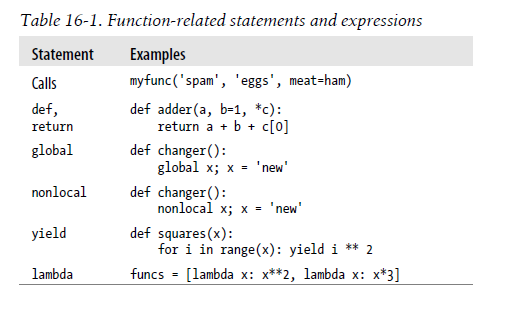 Table 16-1. Function-related statements and expressions
Statement Examples
Calls myfunc('spam', 'eggs', meat=ham)
def, def adder(a, b=1, *c):
return return a + b + c[0]
global def changer():
global x; x = 'new'
nonlocal def changer():
nonlocal x; x = 'new'
yield def squares(x):
for i in range(x): yield i ** 2
lambda funcs = [lambda x: x**2, lambda x: x*3]